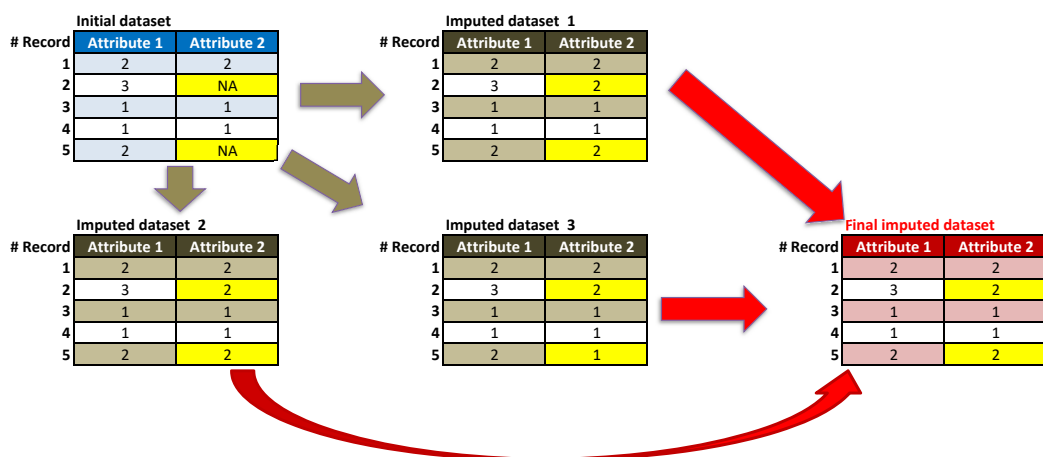 Initial dataset
# Record Attribute 1 Attribute 2
1 2 2
2 3 NA
3 1 1
4 1 1
5 2 NA
Imputed dataset 1
# Record Attribute 1 Attribute 2
1 2 2
2 3 2
3 1 1
4 1 1
5 2 2
Imputed dataset 2
# Record Attribute 1 Attribute 2
1 2 2
2 3 2
3 1 1
4 1 1
5 2 2
Imputed dataset 3
# Record Attribute 1 Attribute 2
1 2 2
2 3 2
3 1 1
4 1 1
5 2 1
Final imputed dataset
# Record Attribute 1 Attribute 2
1 2 2
2 3 2
3 1 1
4 1 1
5 2 2